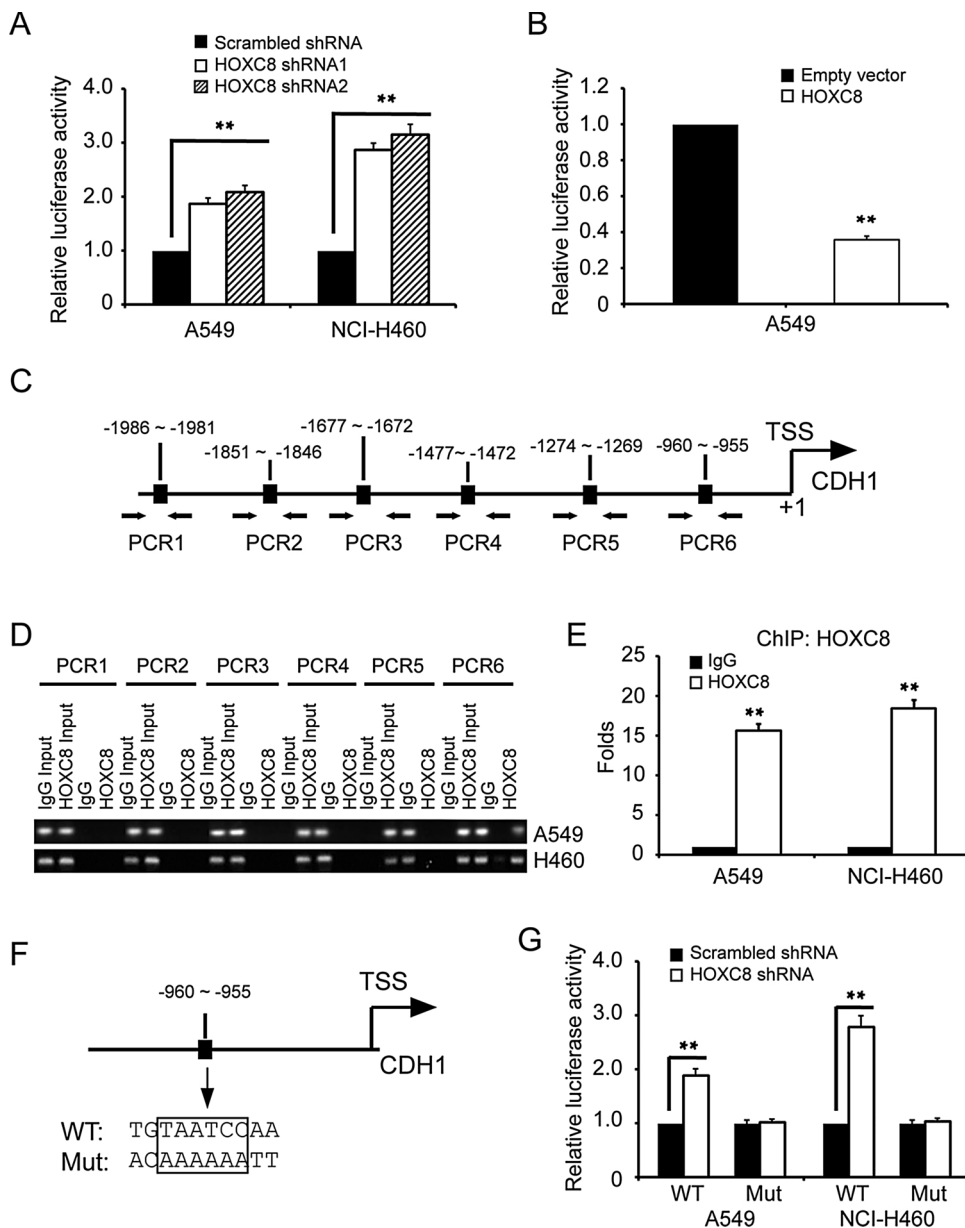 A
Scrambled shRNA
HOXC8 shRNA1
HOXC8 shRNA2
Relative luciferase activity
4.0
3.0
2.0
1.0
0
**
**
A549
NCI-H460
B
Empty vector
HOXC8
Relative luciferase activity
1.2
1.0
0.8
0.6
0.4
0.2
0
**
A549
C
-1986 ~ -1981
-1851 ~ -1846
-1677 ~ -1672
-1477~ -1472
-1274 ~ -1269
-960 ~ -955
TSS
CDH1
+1
PCR1
PCR2
PCR3
PCR4
PCR5
PCR6
D
PCR1
PCR2
PCR3
PCR4
PCR5
PCR6
IgG Input
HOXC8 Input
IgG
HOXC8
IgG Input
HOXC8 Input
IgG
HOXC8
IgG Input
HOXC8 Input
IgG
HOXC8
IgG Input
HOXC8 Input
IgG
HOXC8
IgG Input
HOXC8 Input
IgG
HOXC8
IgG Input
HOXC8 Input
IgG
HOXC8
A549
H460
E
ChIP: HOXC8
IgG
HOXC8
Folds
25
20
15
10
5
0
**
**
A549
NCI-H460
F
-960 ~ -955
TSS
CDH1
WT: TGTAATCCAA
Mut: ACAAAAAATT
G
Scrambled shRNA
HOXC8 shRNA
Relative luciferase activity
4.0
3.0
2.0
1.0
0
**
**
WT
Mut
WT
Mut
A549
NCI-H460